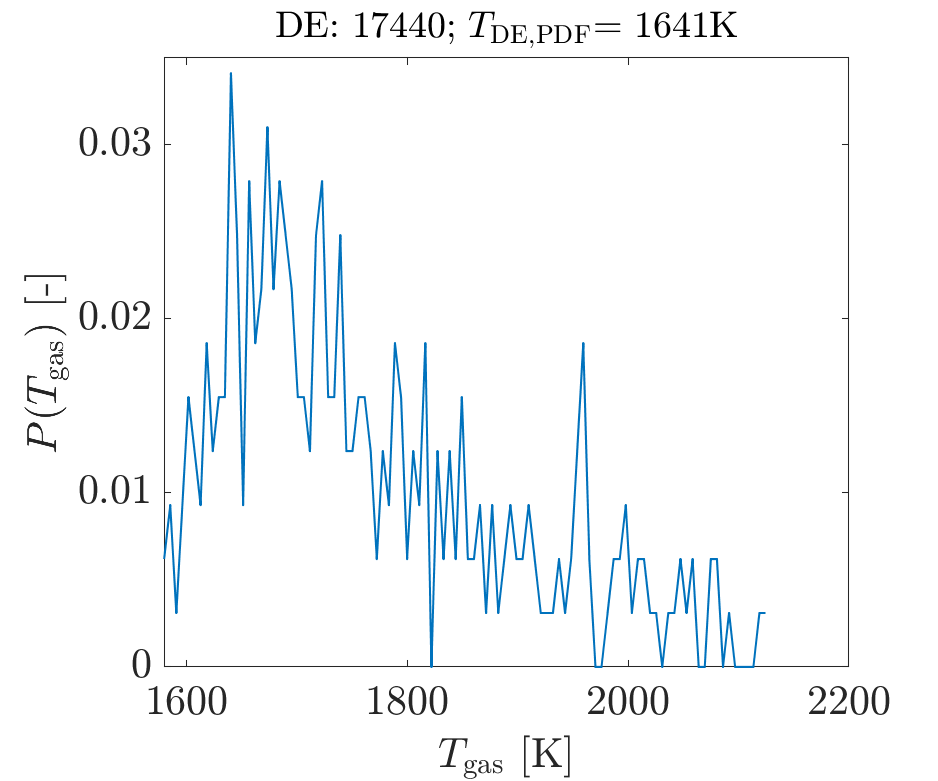 DE: 17440; T_DE,PDF= 1641K
P(T_gas) [-]
0.03
0.02
0.01
0
1600 1800 2000 2200
T_gas [K]